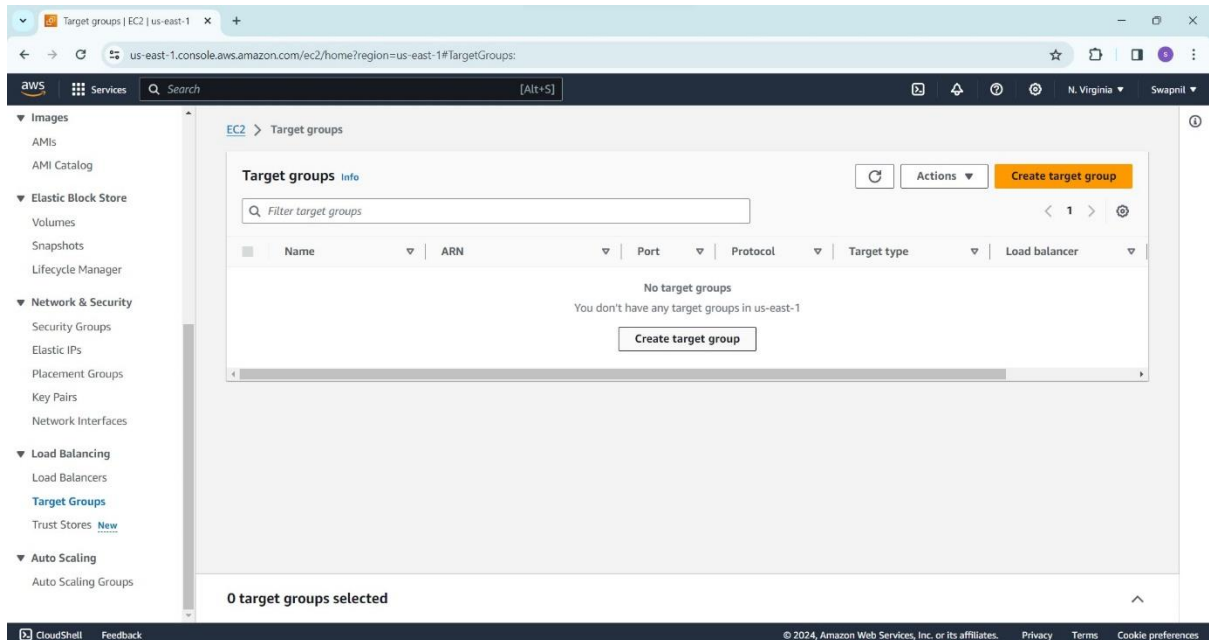 Target groups | EC2 | us-east-1
us-east-1.console.aws.amazon.com/ec2/home?region=us-east-1#TargetGroups:
S
aws Services Search [Alt+S] N. Virginia Swapnil
Images
AMIs
AMI Catalog
Elastic Block Store
Volumes
Snapshots
Lifecycle Manager
Network & Security
Security Groups
Elastic IPs
Placement Groups
Key Pairs
Network Interfaces
Load Balancing
Load Balancers
Target Groups
Trust Stores New
Auto Scaling
Auto Scaling Groups
EC2 > Target groups
Target groups Info Actions Create target group
Filter target groups 1
Name ARN Port Protocol Target type Load balancer
No target groups
You don't have any target groups in us-east-1
Create target group
0 target groups selected
CloudShell Feedback © 2024, Amazon Web Services, Inc. or its affiliates. Privacy Terms Cookie preferences